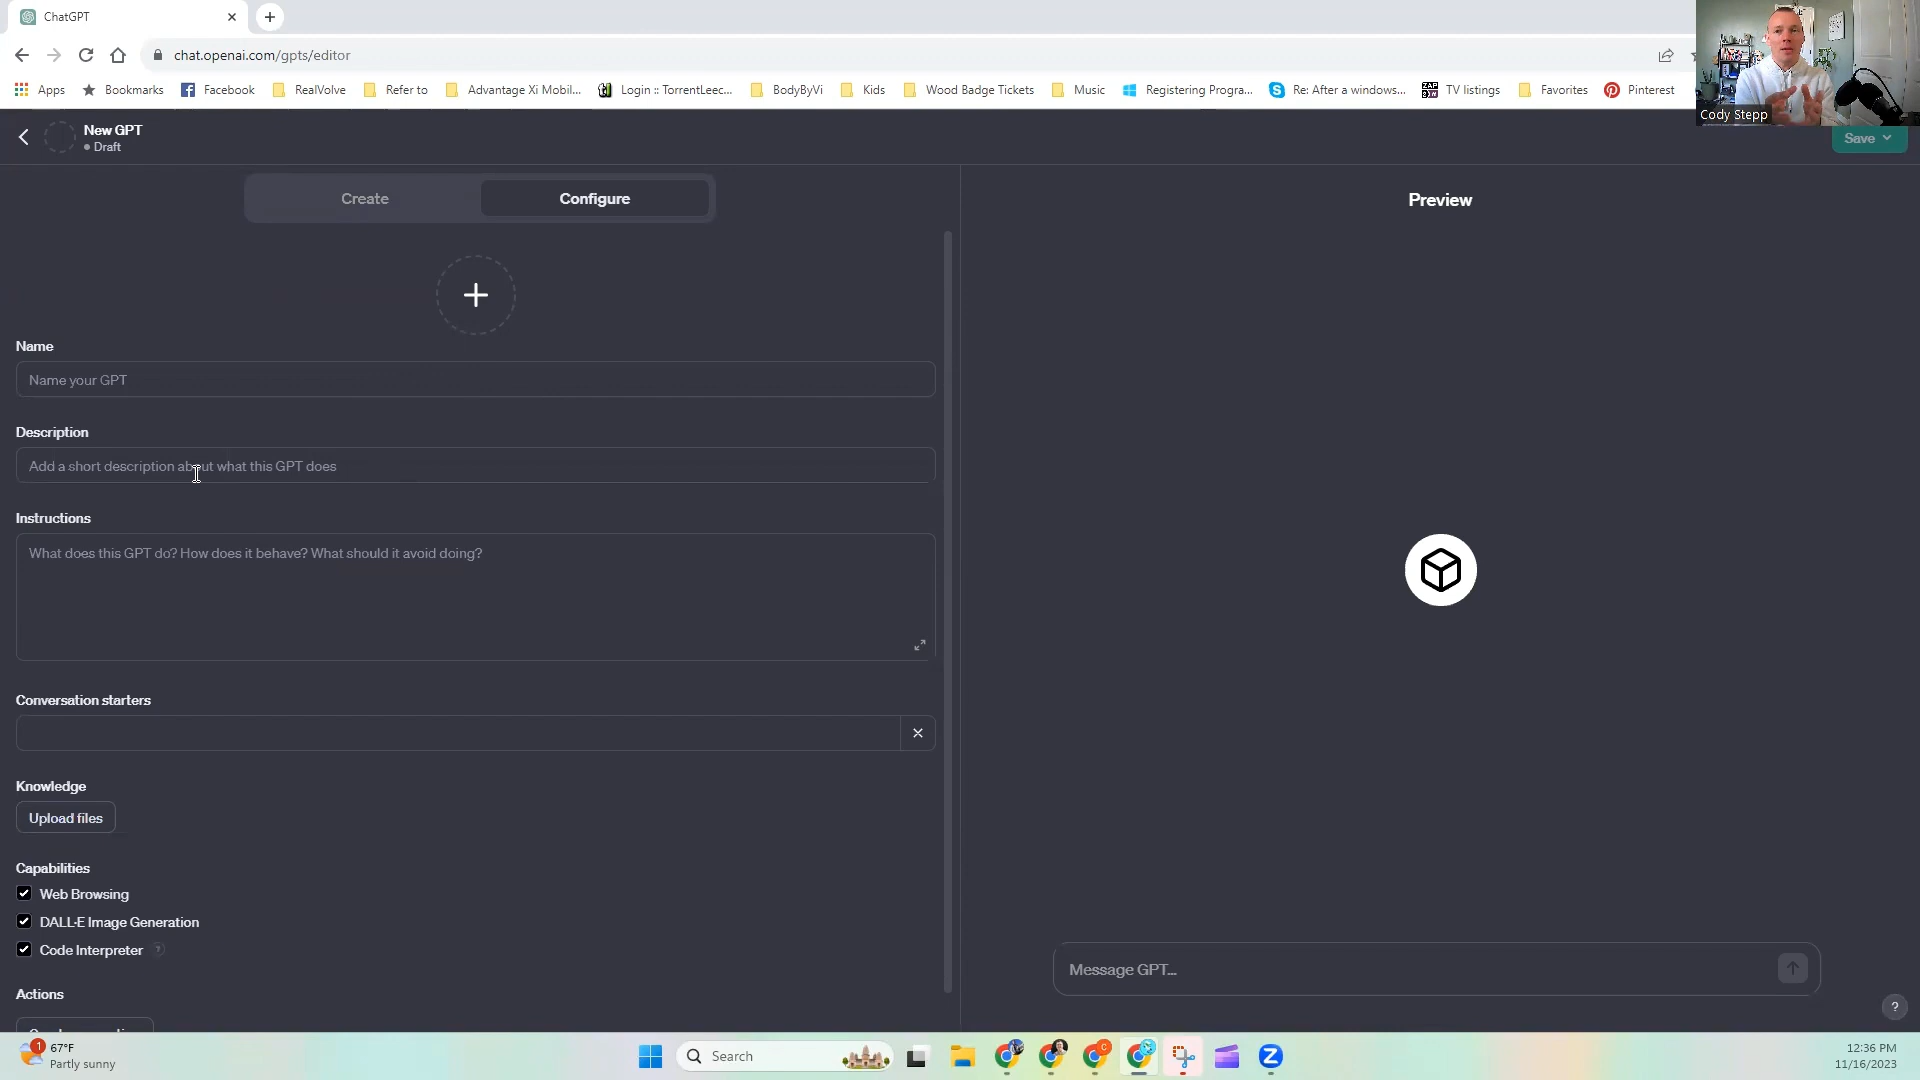 ChatGPT
chat.openai.com/gpts/editor
Apps Bookmarks Facebook RealVolve Refer to Advantage Xi Mobil... Login :: TorrentLeec... BodyByVi Kids Wood Badge Tickets Music Registering Progra... Re: After a windows... TV listings Favorites Pinterest
Cody Stepp
New GPT
Draft
Save
Create Configure
Preview
Name
Name your GPT
Description
Add a short description about what this GPT does
Instructions
What does this GPT do? How does it behave? What should it avoid doing?
Conversation starters
Knowledge
Upload files
Capabilities
Web Browsing
DALL·E Image Generation
Code Interpreter ?
Actions
Message GPT...
?
1
67°F
Partly sunny
Search
12:36 PM
11/16/2023